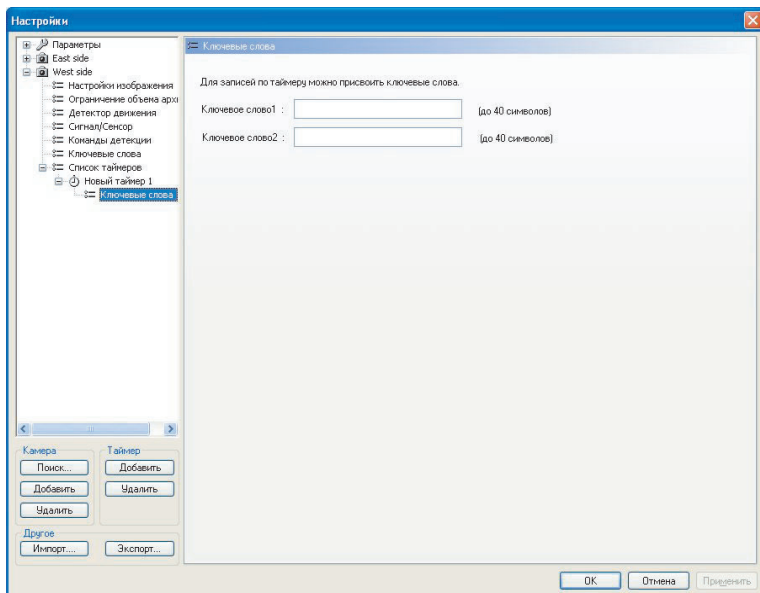 Настройки
Параметры
East side
West side
Настройки изображения
Ограничение объема архи
Детектор движения
Сигнал/Сенсор
Команды детекции
Ключевые слова
Список таймеров
Новый таймер 1
Ключевые слова
Ключевые слова
Для записей по таймеру можно присвоить ключевые слова.
Ключевое слово1 : (до 40 символов)
Ключевое слово2 : (до 40 символов)
Камера
Поиск...
Добавить
Удалить
Таймер
Добавить
Удалить
Другое
Импорт....
Экспорт...
OK
Отмена
Применить